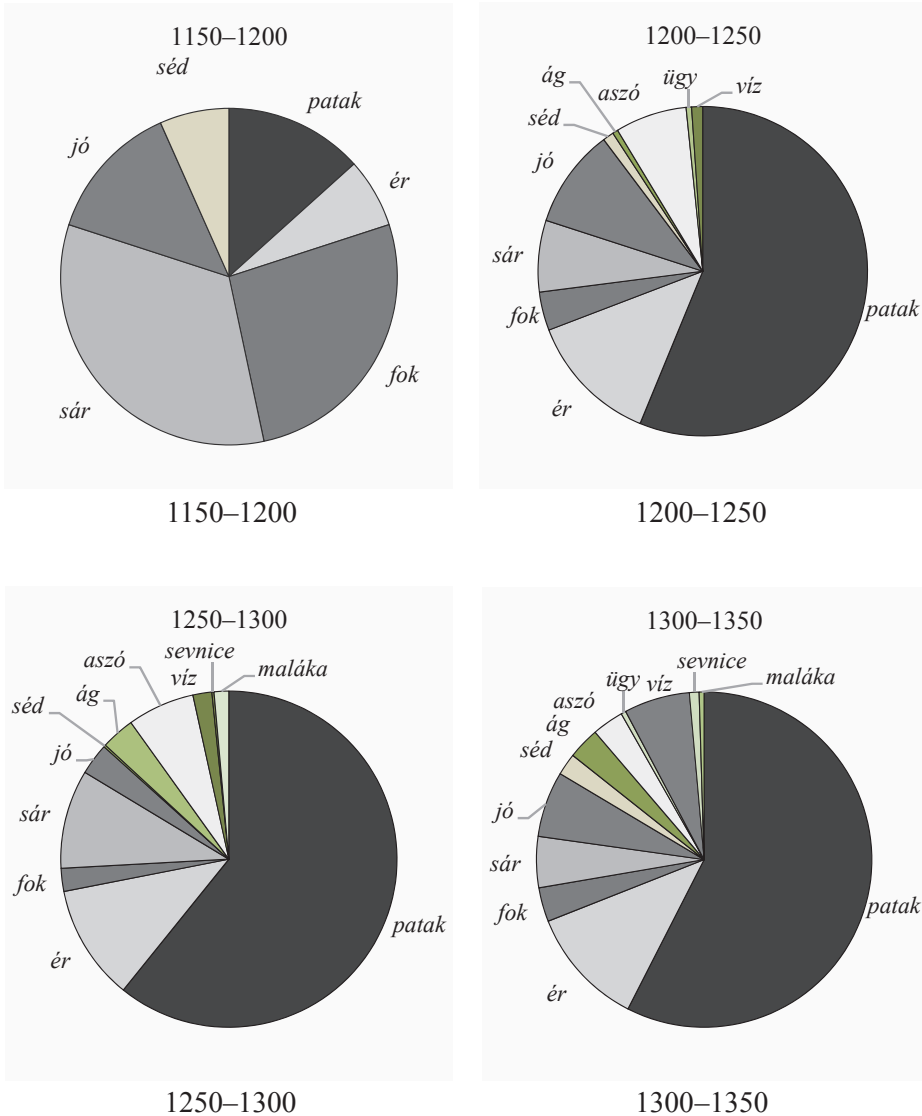 1150–1200
séd
patak
jó
ér
fok
sár
1150–1200
1200–1250
ág
aszó
ügy
víz
séd
jó
sár
fok
patak
ér
1200–1250
1250–1300
sevnice
aszó
víz
maláka
ág
séd
jó
sár
fok
patak
ér
1250–1300
1300–1350
sevnice
ügy
víz
maláka
aszó
ág
séd
jó
sár
fok
patak
ér
1300–1350